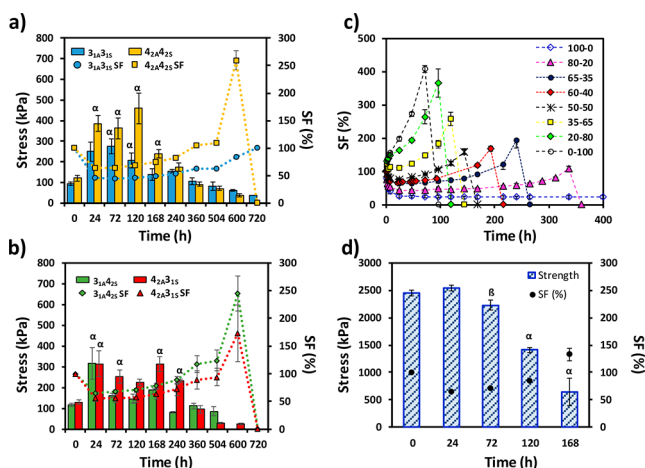 a)
3₁ₐ3₁ₛ 4₂ₐ4₂ₛ
3₁ₐ3₁ₛ SF 4₂ₐ4₂ₛ SF
Stress (kPa)
SF (%)
800
700
600
500
400
300
200
100
0
300
250
200
150
100
50
0
α α α α
0 24 72 120 168 240 360 504 600 720
Time (h)
c)
SF (%)
500
400
300
200
100
0
100-0
80-20
65-35
60-40
50-50
35-65
20-80
0-100
0 100 200 300 400
Time (h)
b)
3₁ₐ4₂ₛ 4₂ₐ3₁ₛ
3₁ₐ4₂ₛ SF 4₂ₐ3₁ₛ SF
Stress (kPa)
SF (%)
800
700
600
500
400
300
200
100
0
300
250
200
150
100
50
0
α α α α
0 24 72 120 168 240 360 504 600 720
Time (h)
d)
Strength
SF (%)
Stress (kPa)
SF (%)
3000
2500
2000
1500
1000
500
0
300
250
200
150
100
50
0
ß α α
0 24 72 120 168
Time (h)